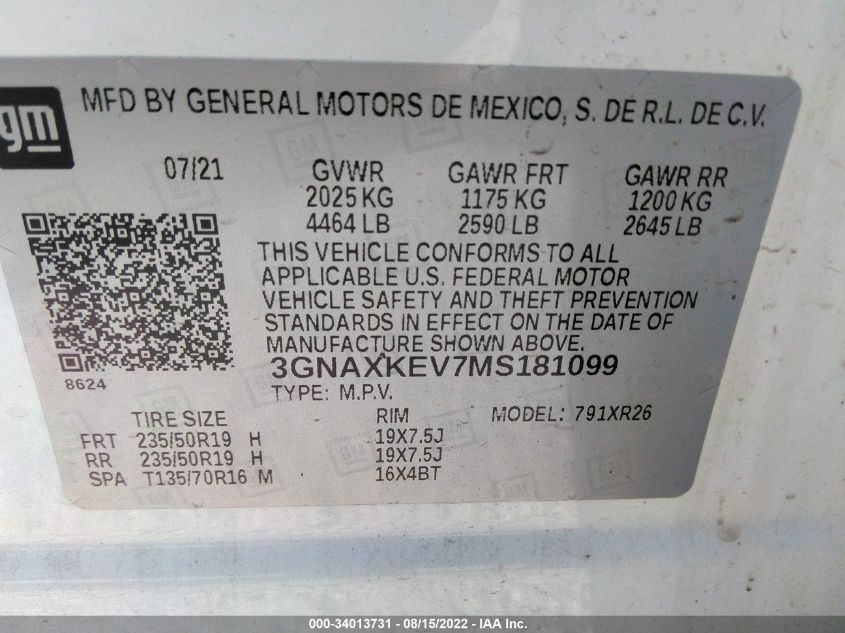 gm
MFD BY GENERAL MOTORS DE MEXICO, S. DE R.L. DE C.V.
07/21 GVWR GAWR FRT GAWR RR
2025 KG 1175 KG 1200 KG
4464 LB 2590 LB 2645 LB
THIS VEHICLE CONFORMS TO ALL
APPLICABLE U.S. FEDERAL MOTOR
VEHICLE SAFETY AND THEFT PREVENTION
STANDARDS IN EFFECT ON THE DATE OF
MANUFACTURE SHOWN ABOVE.
3GNAXKEV7MS181099
8624
TYPE: M.P.V.
TIRE SIZE RIM MODEL: 791XR26
FRT 235/50R19 H 19X7.5J
RR 235/50R19 H 19X7.5J
SPA T135/70R16 M 16X4BT
000-34013731 - 08/15/2022 - IAA Inc.